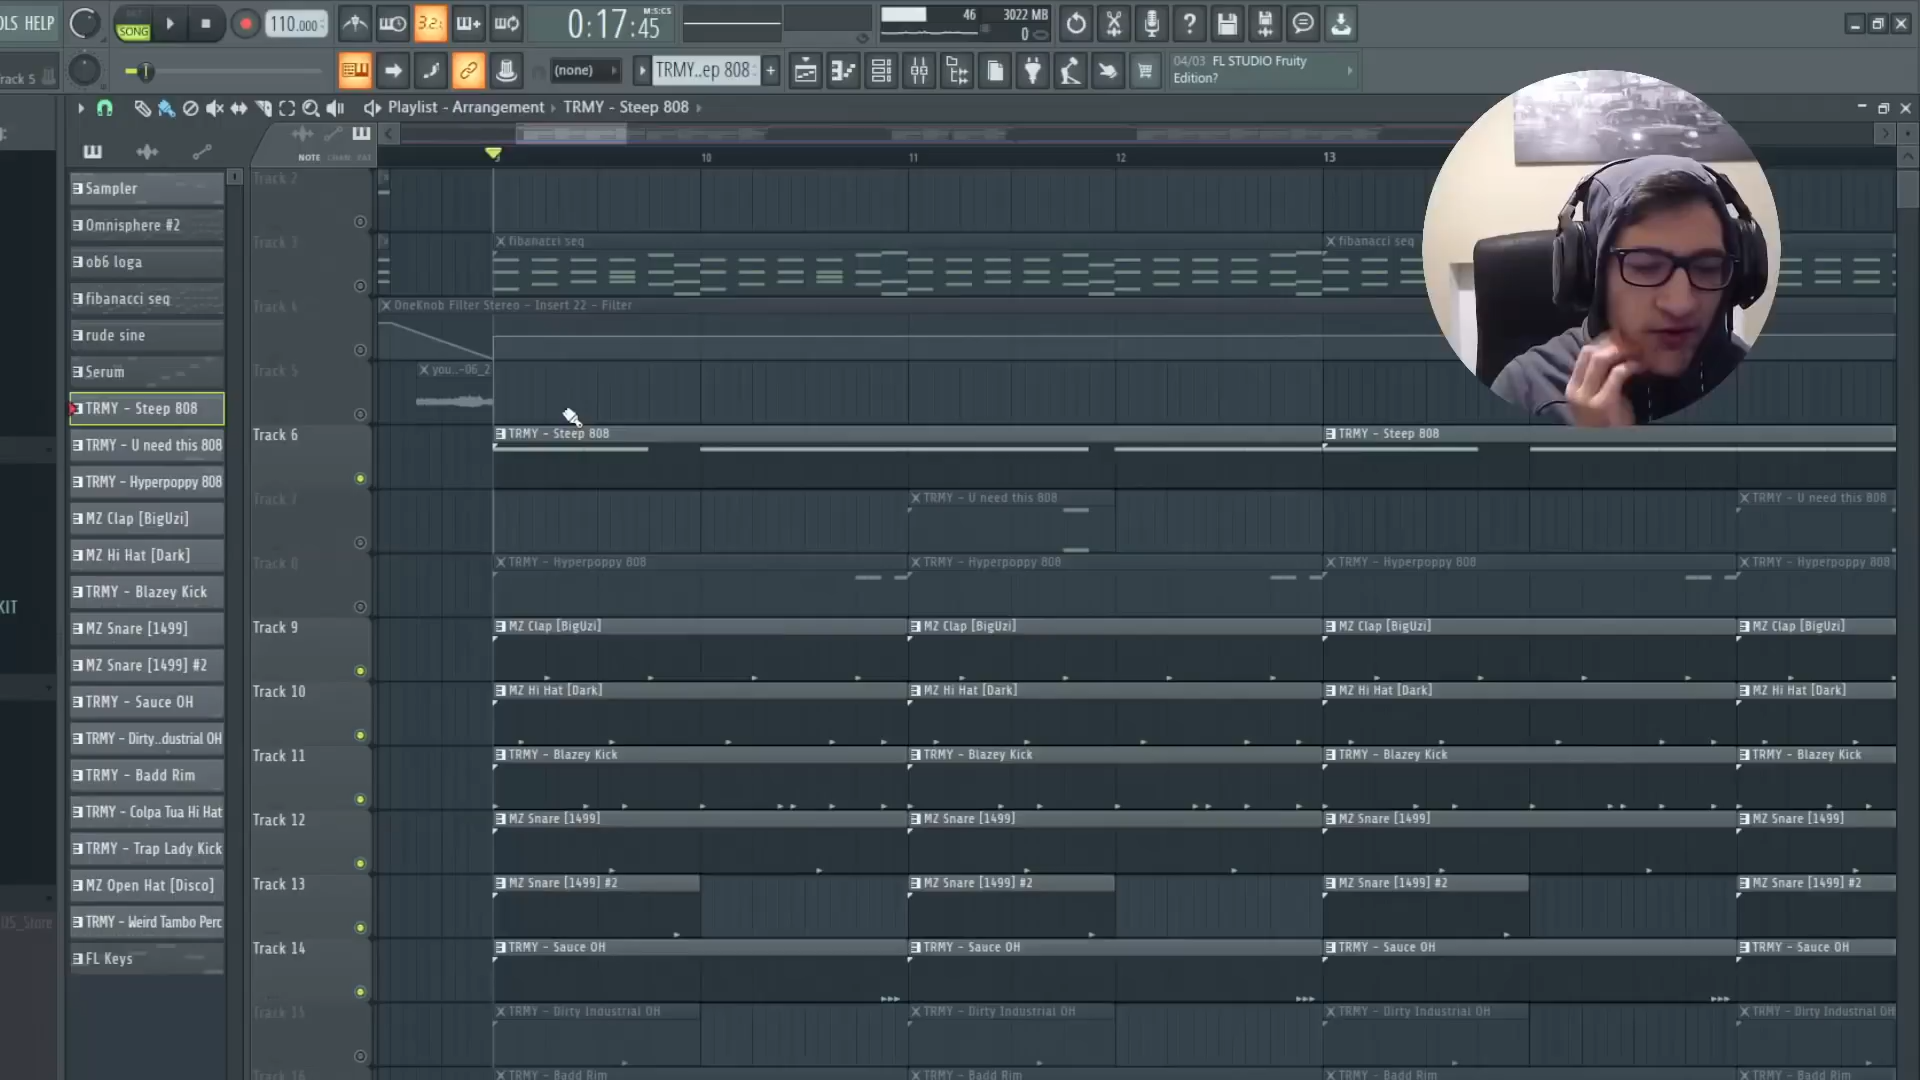 OLS HELP
SONG
110.000
3.2
0:17:45
M:S:CS
46
3022 MB
0
Track 5
(none)
TRMY..ep 808
04/03 FL STUDIO Fruity
Edition?
Playlist - Arrangement › TRMY - Steep 808 ›
NOTE CHAN PAT
10 11 12 13
Sampler
Omnisphere #2
ob6 loga
fibanacci seq
rude sine
Serum
TRMY - Steep 808
TRMY - U need this 808
TRMY - Hyperpoppy 808
MZ Clap [BigUzi]
MZ Hi Hat [Dark]
TRMY - Blazey Kick
MZ Snare [1499]
MZ Snare [1499] #2
TRMY - Sauce OH
TRMY - Dirty..dustrial OH
TRMY - Badd Rim
TRMY - Colpa Tua Hi Hat
TRMY - Trap Lady Kick
MZ Open Hat [Disco]
TRMY - Weird Tambo Perc
FL Keys
KIT
DS_Store
Track 2
Track 3
fibanacci seq fibanacci seq
Track 4
OneKnob Filter Stereo - Insert 22 - Filter
Track 5
you..-06_2
Track 6
TRMY - Steep 808 TRMY - Steep 808
Track 7
TRMY - U need this 808 TRMY - U need this 808
Track 8
TRMY - Hyperpoppy 808 TRMY - Hyperpoppy 808 TRMY - Hyperpoppy 808 TRMY - Hyperpoppy 808
Track 9
MZ Clap [BigUzi] MZ Clap [BigUzi] MZ Clap [BigUzi] MZ Clap [BigUzi]
Track 10
MZ Hi Hat [Dark] MZ Hi Hat [Dark] MZ Hi Hat [Dark] MZ Hi Hat [Dark]
Track 11
TRMY - Blazey Kick TRMY - Blazey Kick TRMY - Blazey Kick TRMY - Blazey Kick
Track 12
MZ Snare [1499] MZ Snare [1499] MZ Snare [1499] MZ Snare [1499]
Track 13
MZ Snare [1499] #2 MZ Snare [1499] #2 MZ Snare [1499] #2 MZ Snare [1499] #2
Track 14
TRMY - Sauce OH TRMY - Sauce OH TRMY - Sauce OH TRMY - Sauce OH
Track 15
TRMY - Dirty Industrial OH TRMY - Dirty Industrial OH TRMY - Dirty Industrial OH TRMY - Dirty Industrial OH
Track 16
TRMY - Badd Rim TRMY - Badd Rim TRMY - Badd Rim TRMY - Badd Rim